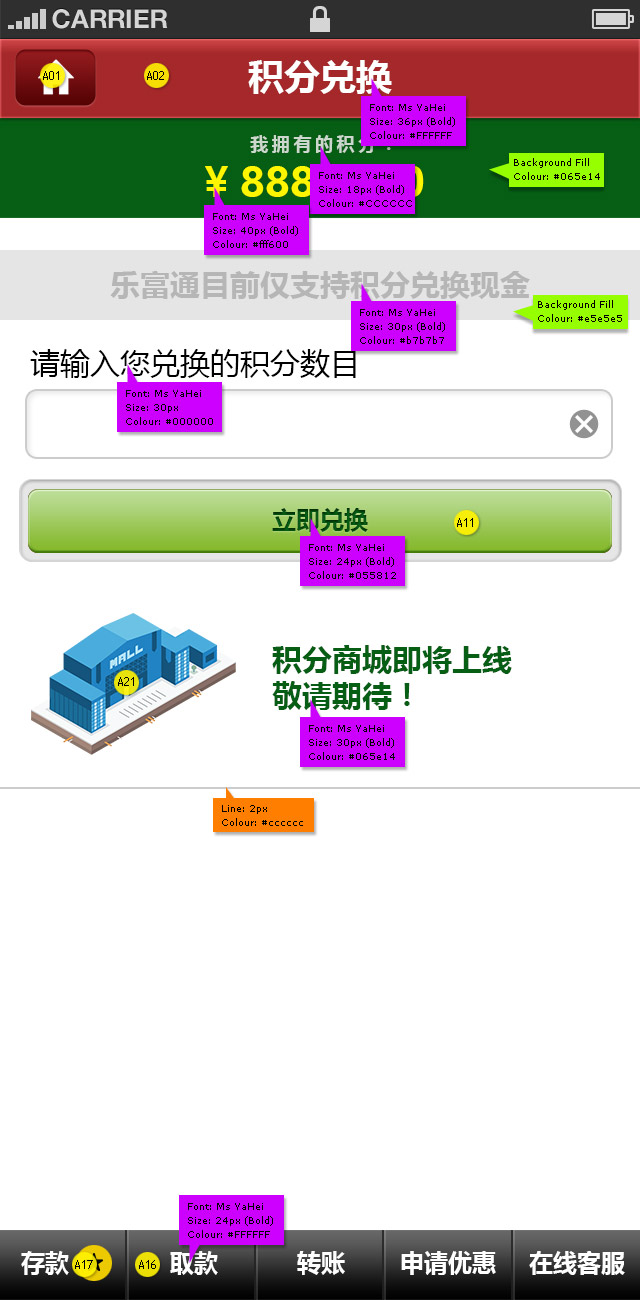 CARRIER
A01
A02
积分兑换
Font: Ms YaHei
Size: 36px (Bold)
Colour: #FFFFFF
我拥有的积分：
Background Fill
Colour: #065e14
¥ 888
Font: Ms YaHei
Size: 18px (Bold)
Colour: #CCCCCC
Font: Ms YaHei
Size: 40px (Bold)
Colour: #fff600
乐富通目前仅支持积分兑换现金
Background Fill
Colour: #e5e5e5
Font: Ms YaHei
Size: 30px (Bold)
Colour: #b7b7b7
请输入您兑换的积分数目
Font: Ms YaHei
Size: 30px
Colour: #000000
立即兑换
A11
Font: Ms YaHei
Size: 24px (Bold)
Colour: #055812
MALL
A21
积分商城即将上线
敬请期待！
Font: Ms YaHei
Size: 30px (Bold)
Colour: #065e14
Line: 2px
Colour: #cccccc
Font: Ms YaHei
Size: 24px (Bold)
Colour: #FFFFFF
存款
A17
A16
取款
转账
申请优惠
在线客服